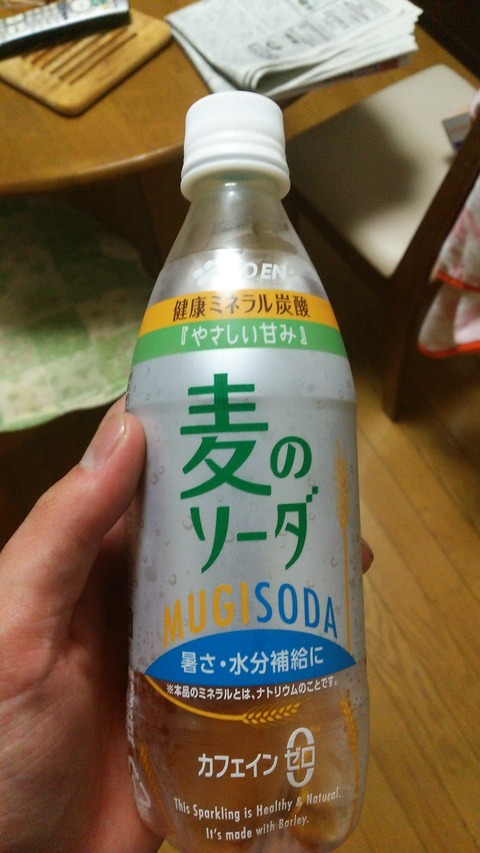 ITO EN
健康ミネラル炭酸
『やさしい甘み』
麦の
ソーダ
MUGISODA
暑さ・水分補給に
※本品のミネラルとは、ナトリウムのことです。
カフェインゼロ
This Sparkling is Healthy & Natural.
It's made with Barley.